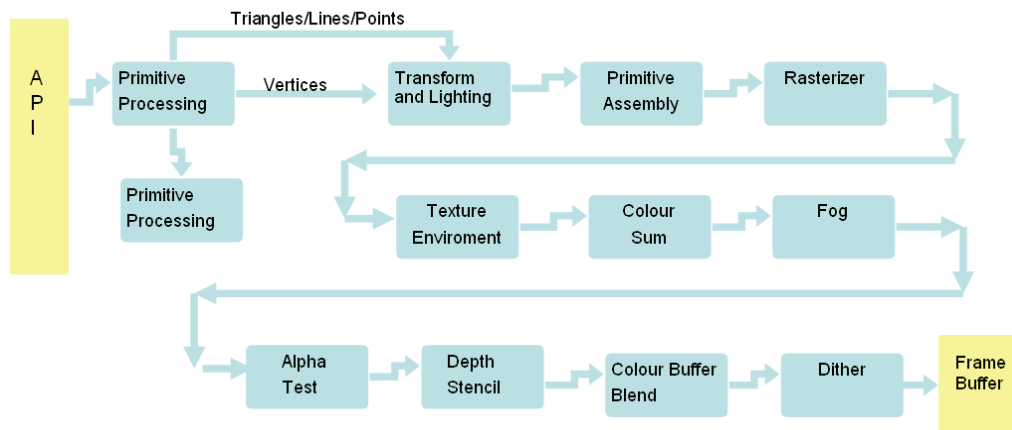 Triangles/Lines/Points
A
P
I
Primitive
Processing
Vertices
Transform
and Lighting
Primitive
Assembly
Rasterizer
Primitive
Processing
Texture
Enviroment
Colour
Sum
Fog
Alpha
Test
Depth
Stencil
Colour Buffer
Blend
Dither
Frame
Buffer